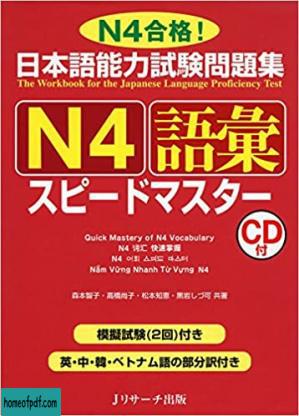 N4合格!
日本語能力試験問題集
The Workbook for the Japanese Language Proficiency Test
N4 語彙
スピードマスター
CD付
Quick Mastery of N4 Vocabulary
N4 词汇 快速掌握
N4 어휘 스피드 마스터
Nắm Vững Nhanh Từ Vựng N4
森本智子・高橋尚子・松本知恵・黒岩しづ可 共著
模擬試験(2回)付き
英・中・韓・ベトナム語の部分訳付き
Jリサーチ出版
homeofpdf.com